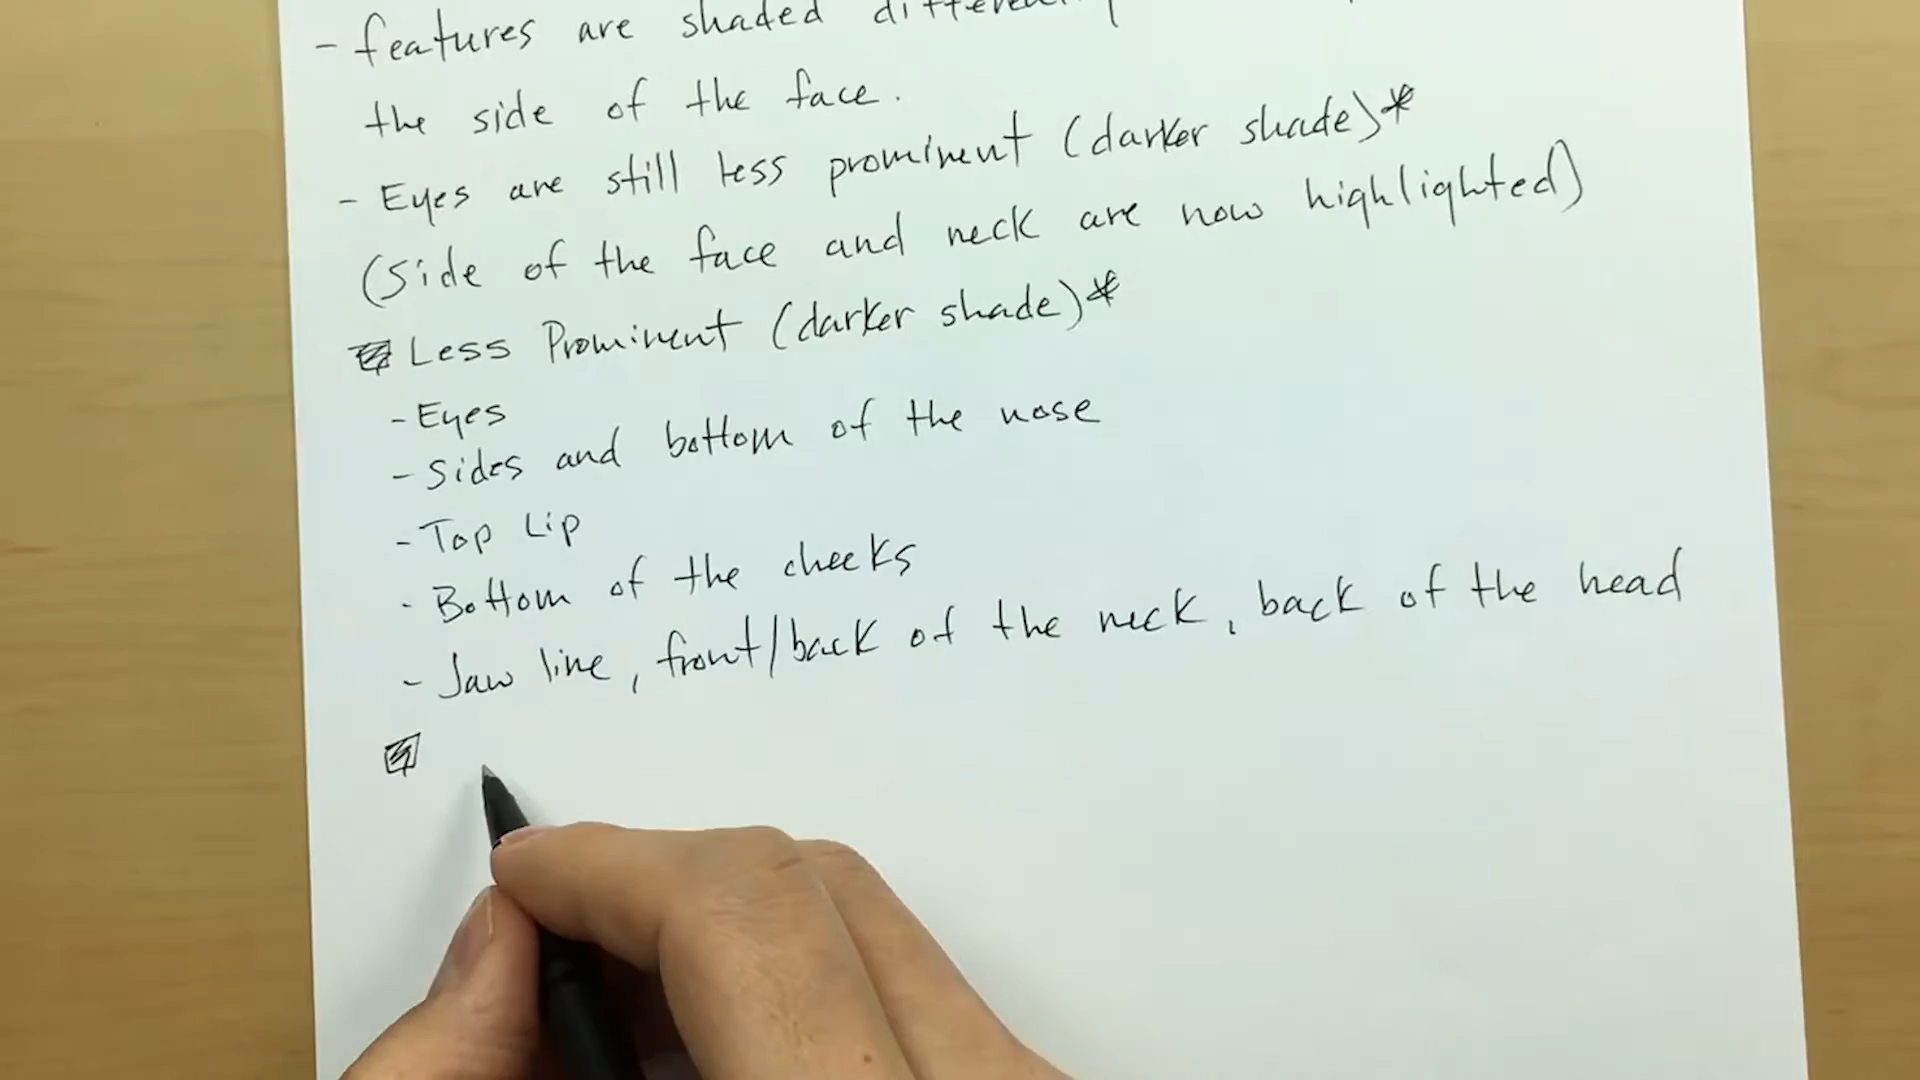 - features are shaded differently
the side of the face.
- Eyes are still less prominent (darker shade)*
(Side of the face and neck are now highlighted)
Less Prominent (darker shade)*
- Eyes
- Sides and bottom of the nose
- Top Lip
- Bottom of the cheeks
- Jaw line, front/back of the neck, back of the head